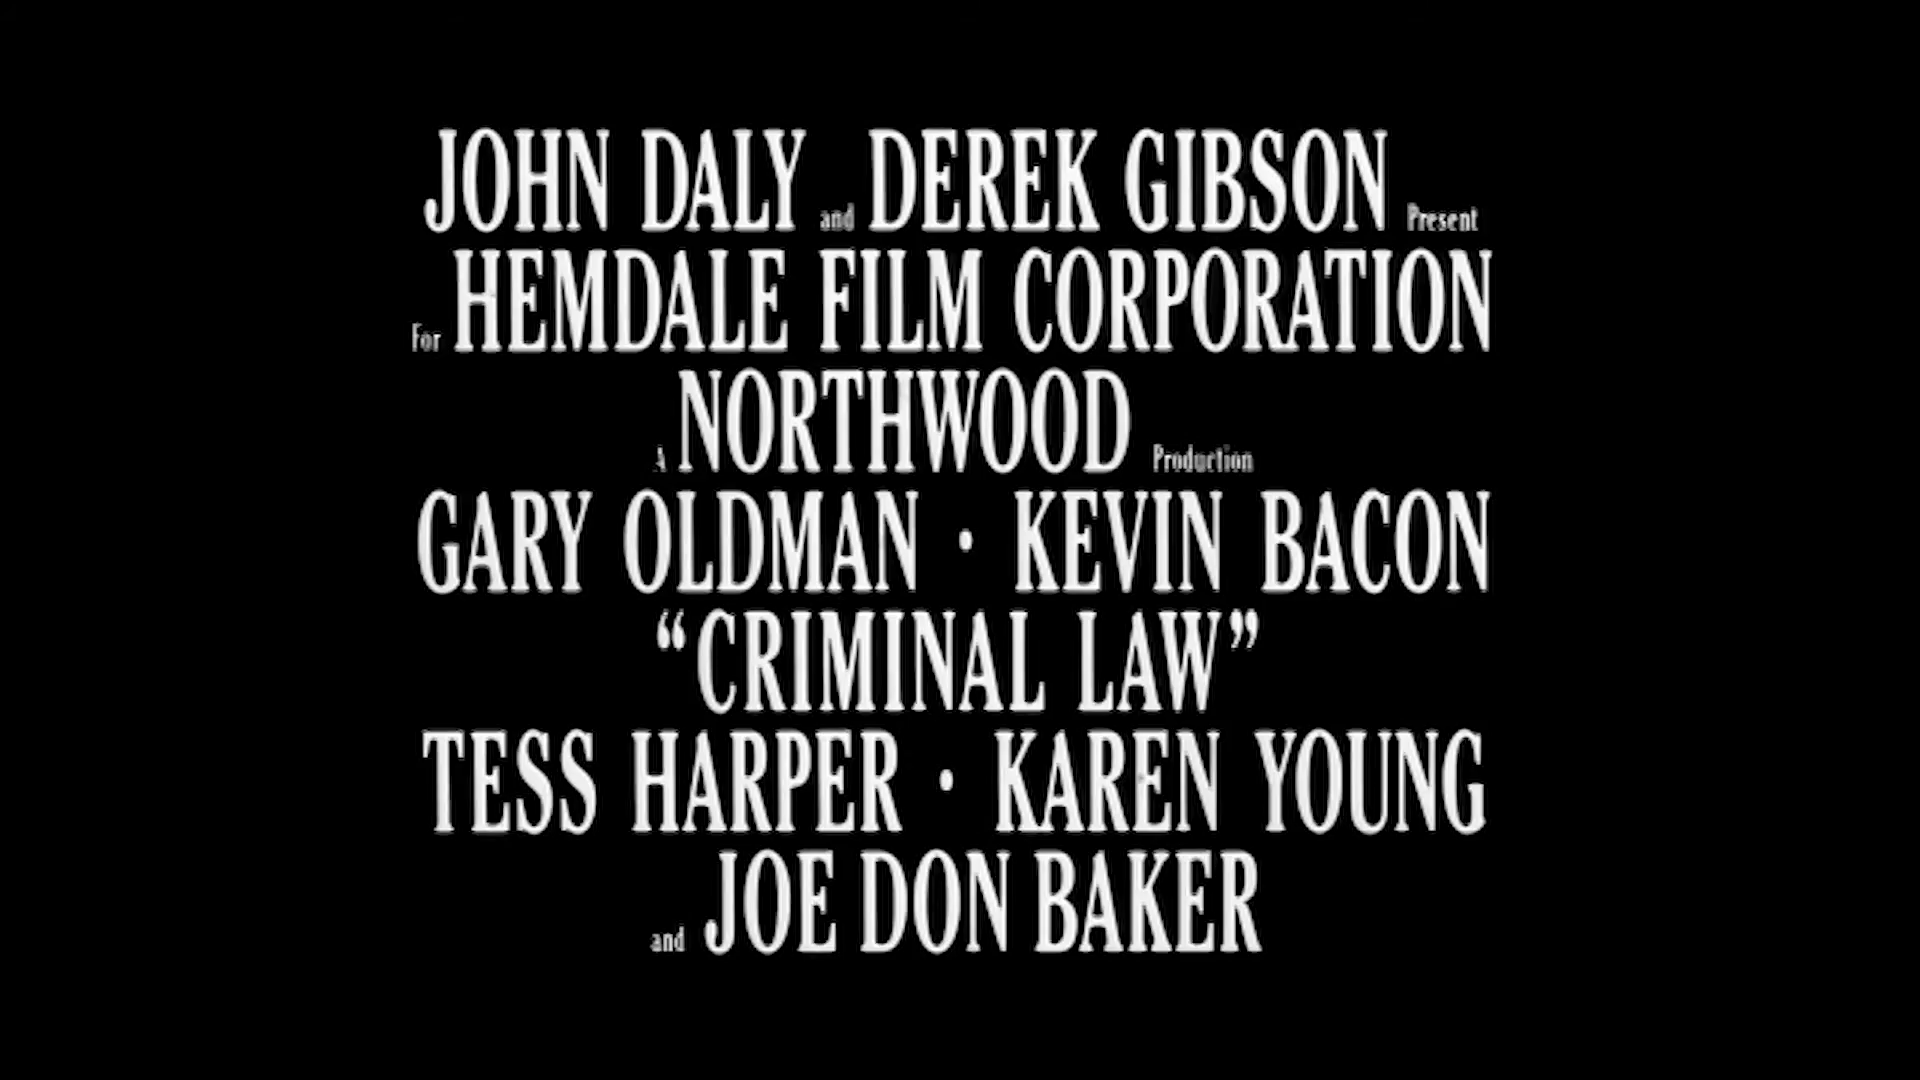 JOHN DALY and DEREK GIBSON Present
For HEMDALE FILM CORPORATION
A NORTHWOOD Production
GARY OLDMAN · KEVIN BACON
“CRIMINAL LAW”
TESS HARPER · KAREN YOUNG
and JOE DON BAKER